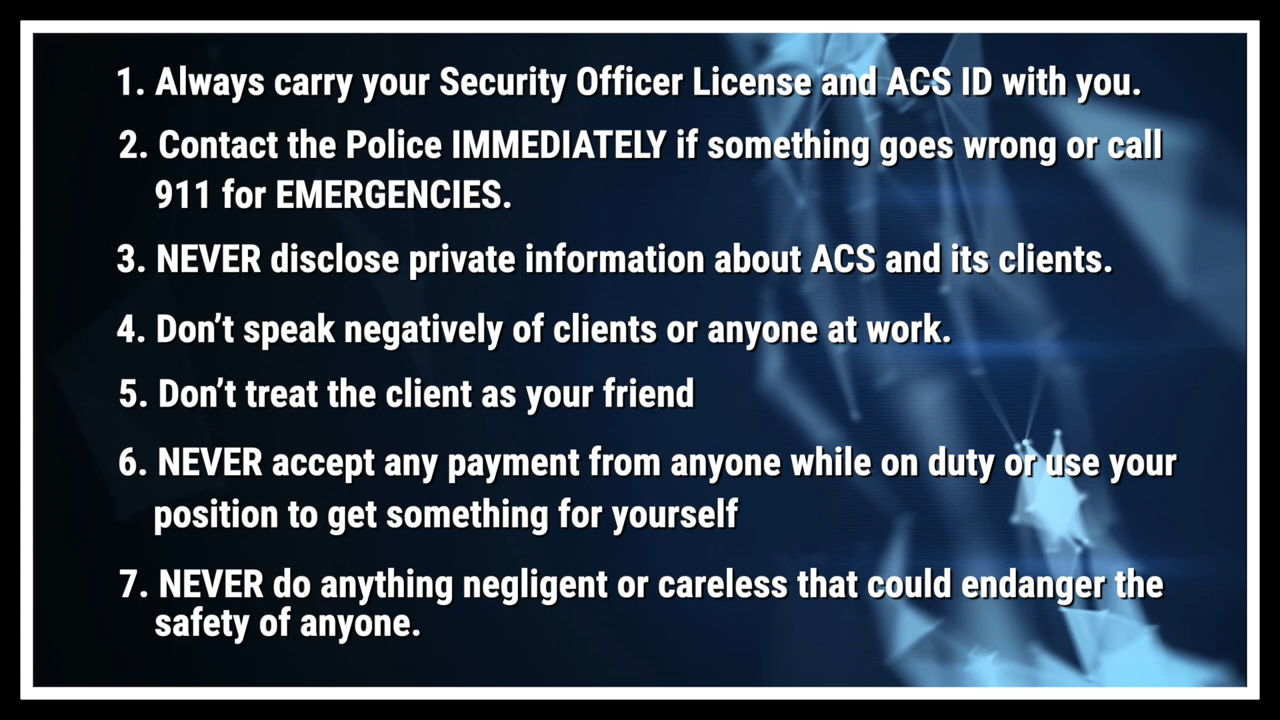 1. Always carry your Security Officer License and ACS ID with you.
2. Contact the Police IMMEDIATELY if something goes wrong or call
911 for EMERGENCIES.
3. NEVER disclose private information about ACS and its clients.
4. Don’t speak negatively of clients or anyone at work.
5. Don’t treat the client as your friend
6. NEVER accept any payment from anyone while on duty or use your
position to get something for yourself
7. NEVER do anything negligent or careless that could endanger the
safety of anyone.